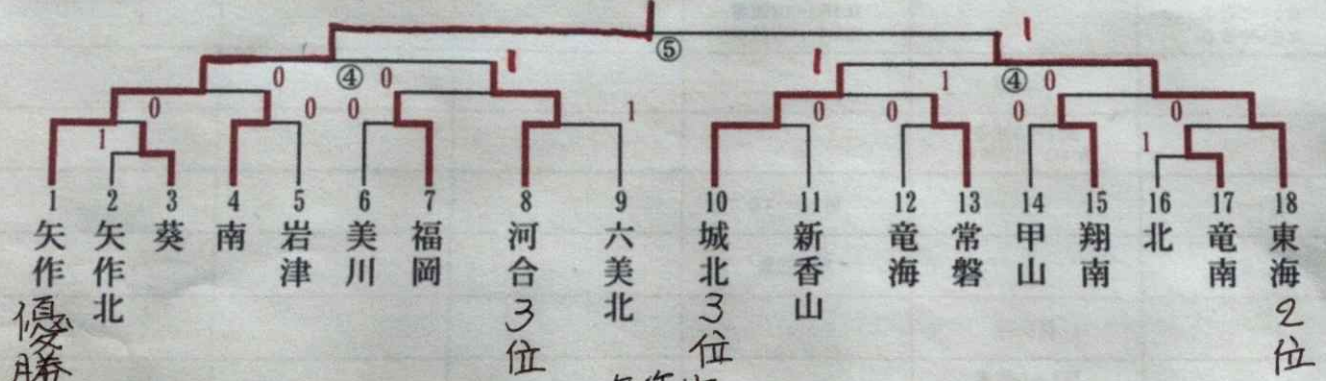 ⑤ 1
0 ④ 0 1 1 1 ④ 0
0 0 0 1 0 0 0 0
1 1
1 2 3 4 5 6 7 8 9 10 11 12 13 14 15 16 17 18
矢作
矢作北
葵
南
岩津
美川
福岡
河合
六美北
城北
新香山
竜海
常磐
甲山
翔南
北
竜南
東海
優勝
3位
3位
2位